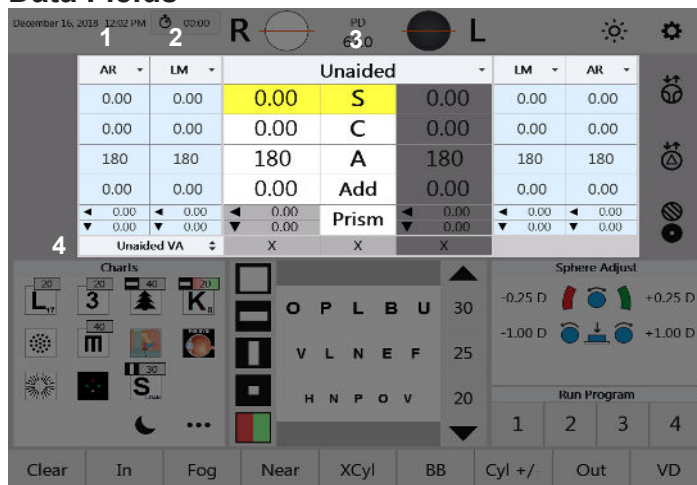 Data Fields
December 16, 2018 12:02 PM 00:00 R PD L
1 2 3
AR LM Unaided LM AR
0.00 0.00 0.00 S 0.00 0.00 0.00
0.00 0.00 0.00 C 0.00 0.00 0.00
180 180 180 A 180 180 180
0.00 0.00 0.00 Add 0.00 0.00 0.00
◄ 0.00 ◄ 0.00 ◄ 0.00 Prism ◄ 0.00 ◄ 0.00 ◄ 0.00
▼ 0.00 ▼ 0.00 ▼ 0.00 ▼ 0.00 ▼ 0.00 ▼ 0.00
4 Unaided VA X X X
Charts
20 20 40 20
L 17 3 K 8
40
m
30
S
O P L B U 30
V L N E F 25
H N P O V 20
Sphere Adjust
-0.25 D +0.25 D
-1.00 D +1.00 D
Run Program
1 2 3 4
Clear In Fog Near XCyl BB Cyl +/- Out VD